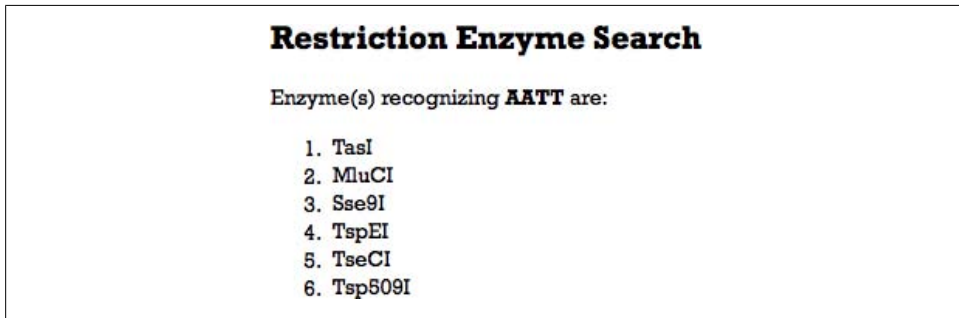 Restriction Enzyme Search
Enzyme(s) recognizing AATT are:
1. TasI
2. MluCI
3. Sse9I
4. TspEI
5. TseCI
6. Tsp509I